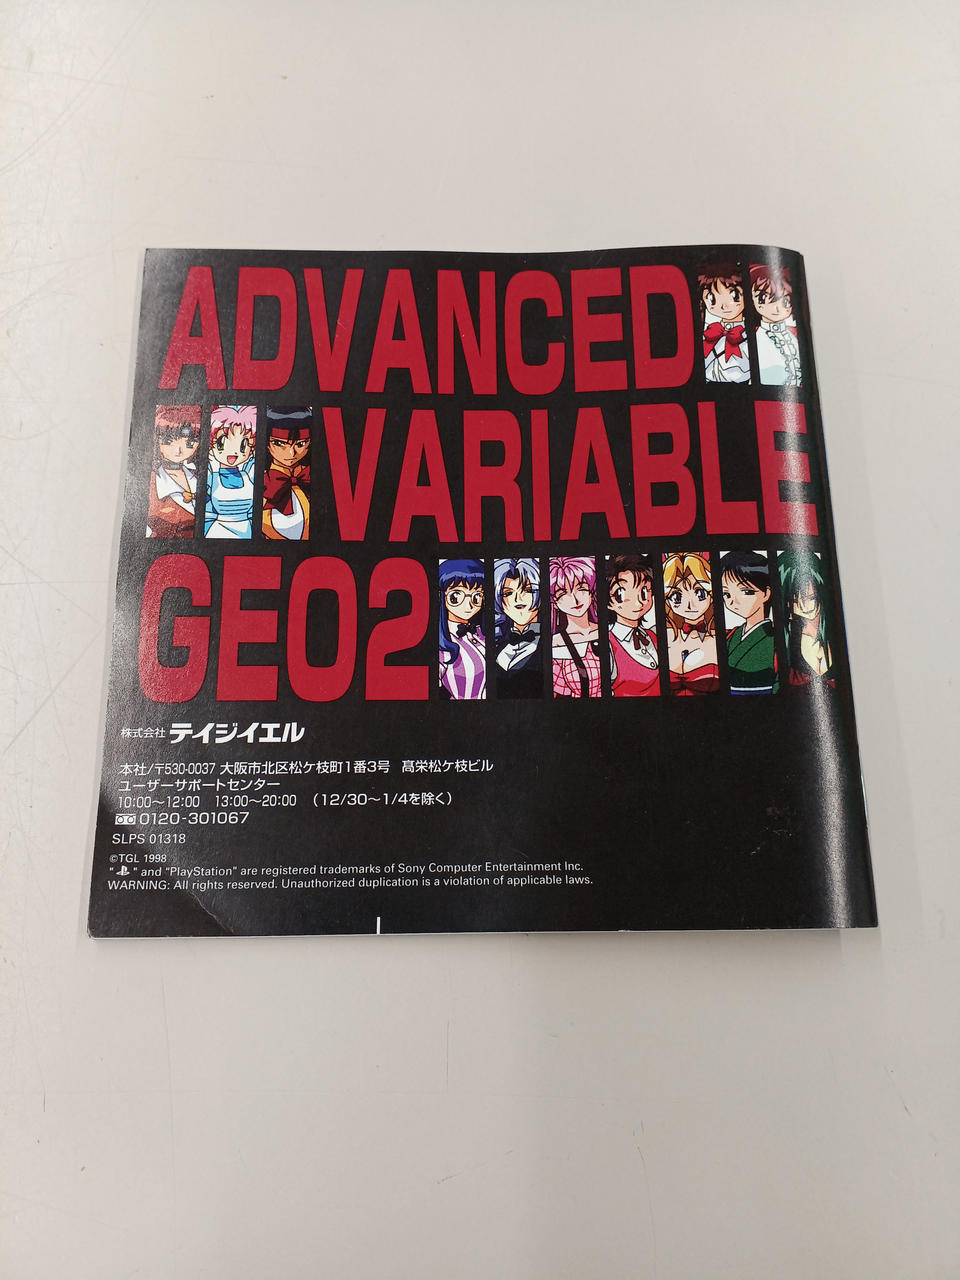 ADVANCED
VARIABLE
GEO2
株式会社 テイジイエル
本社/〒530-0037 大阪市北区松ケ枝町1番3号 髙栄松ケ枝ビル
ユーザーサポートセンター
10:00〜12:00 13:00〜20:00 （12/30〜1/4を除く）
0120-301067
SLPS 01318
©TGL 1998
" " and "PlayStation" are registered trademarks of Sony Computer Entertainment Inc.
WARNING: All rights reserved. Unauthorized duplication is a violation of applicable laws.